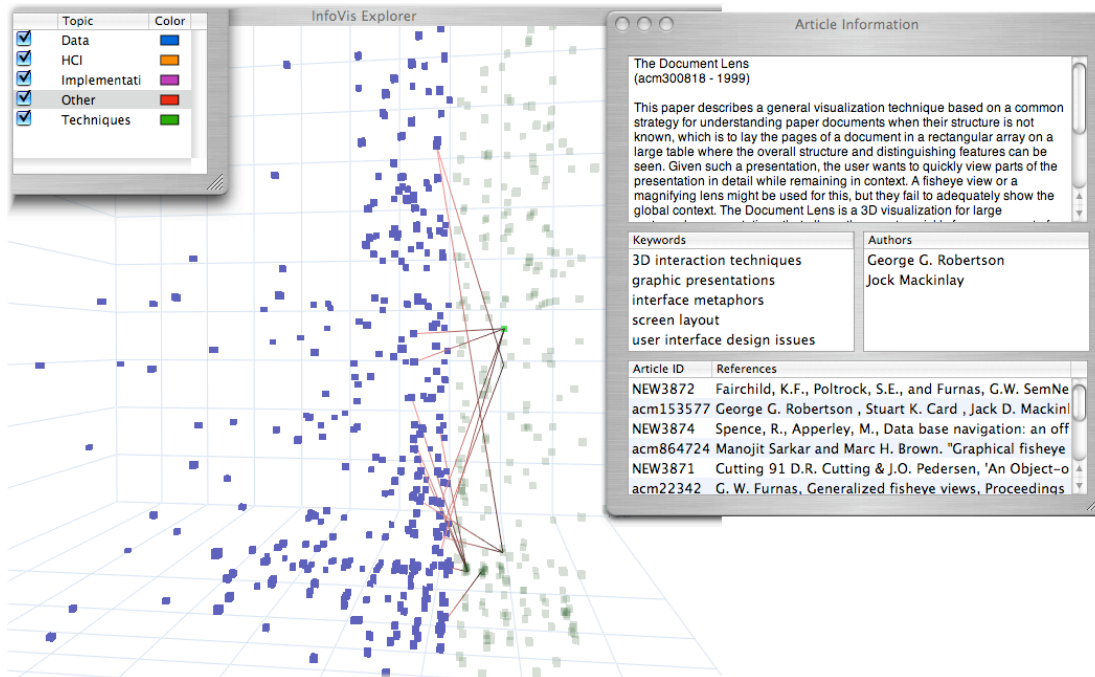 InfoVis Explorer
Topic Color
Data
HCI
Implementati
Other
Techniques
Article Information
The Document Lens
(acm300818 - 1999)
This paper describes a general visualization technique based on a common
strategy for understanding paper documents when their structure is not
known, which is to lay the pages of a document in a rectangular array on a
large table where the overall structure and distinguishing features can be
seen. Given such a presentation, the user wants to quickly view parts of the
presentation in detail while remaining in context. A fisheye view or a
magnifying lens might be used for this, but they fail to adequately show the
global context. The Document Lens is a 3D visualization for large
Keywords
3D interaction techniques
graphic presentations
interface metaphors
screen layout
user interface design issues
Authors
George G. Robertson
Jock Mackinlay
Article ID References
NEW3872 Fairchild, K.F., Poltrock, S.E., and Furnas, G.W. SemNe
acm153577 George G. Robertson , Stuart K. Card , Jack D. Mackinl
NEW3874 Spence, R., Apperley, M., Data base navigation: an off
acm864724 Manojit Sarkar and Marc H. Brown. "Graphical fisheye
NEW3871 Cutting 91 D.R. Cutting & J.O. Pedersen, 'An Object-o
acm22342 G. W. Furnas, Generalized fisheye views, Proceedings